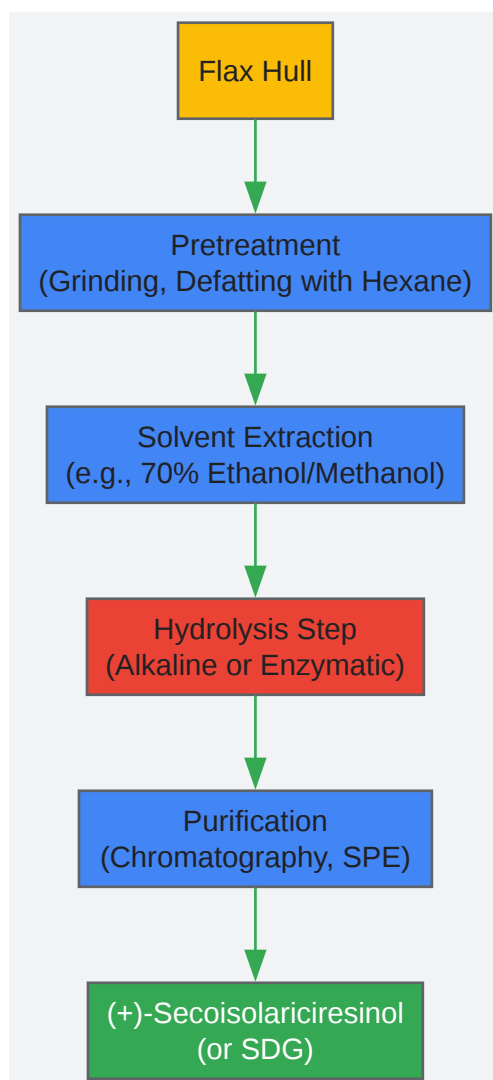 Flax Hull
Pretreatment
(Grinding, Defatting with Hexane)
Solvent Extraction
(e.g., 70% Ethanol/Methanol)
Hydrolysis Step
(Alkaline or Enzymatic)
Purification
(Chromatography, SPE)
(+)-Secoisolariciresinol
(or SDG)